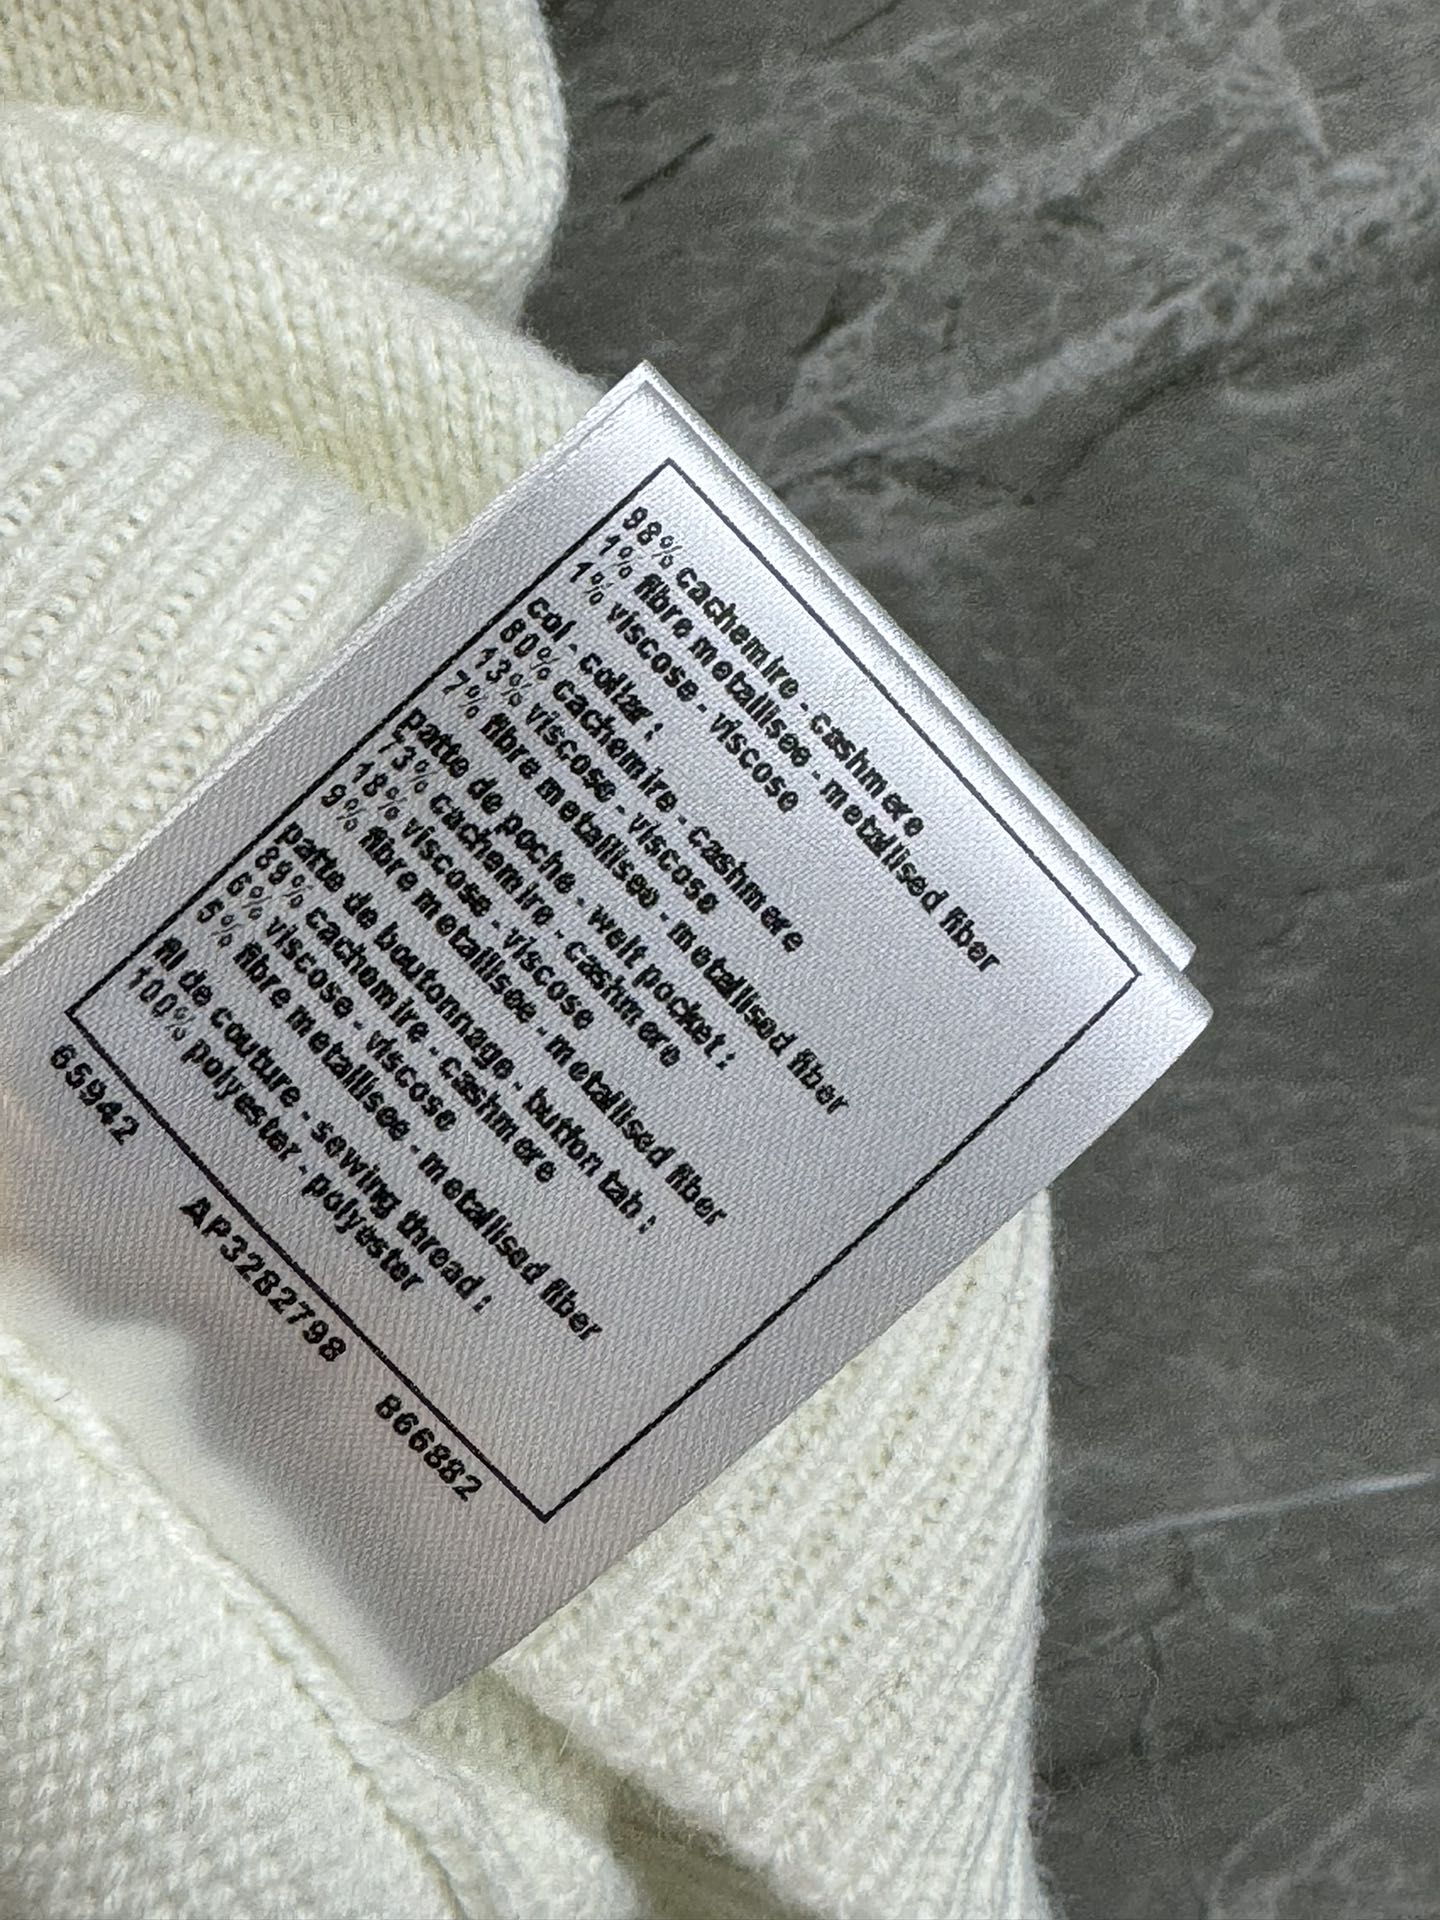 98% cachemire - cashmere
1% fibre metallisee - metallised fiber
1% viscose - viscose
col - collar :
80% cachemire - cashmere
13% viscose - viscose
7% fibre metallisee - metallised fiber
patte de poche - welt pocket :
73% cachemire - cashmere
18% viscose - viscose
9% fibre metallisee - metallised fiber
patte de boutonnage - button tab :
89% cachemire - cashmere
6% viscose - viscose
5% fibre metallisee - metallised fiber
fil de couture - sewing thread :
100% polyester - polyester
65942 AP3282798 866882